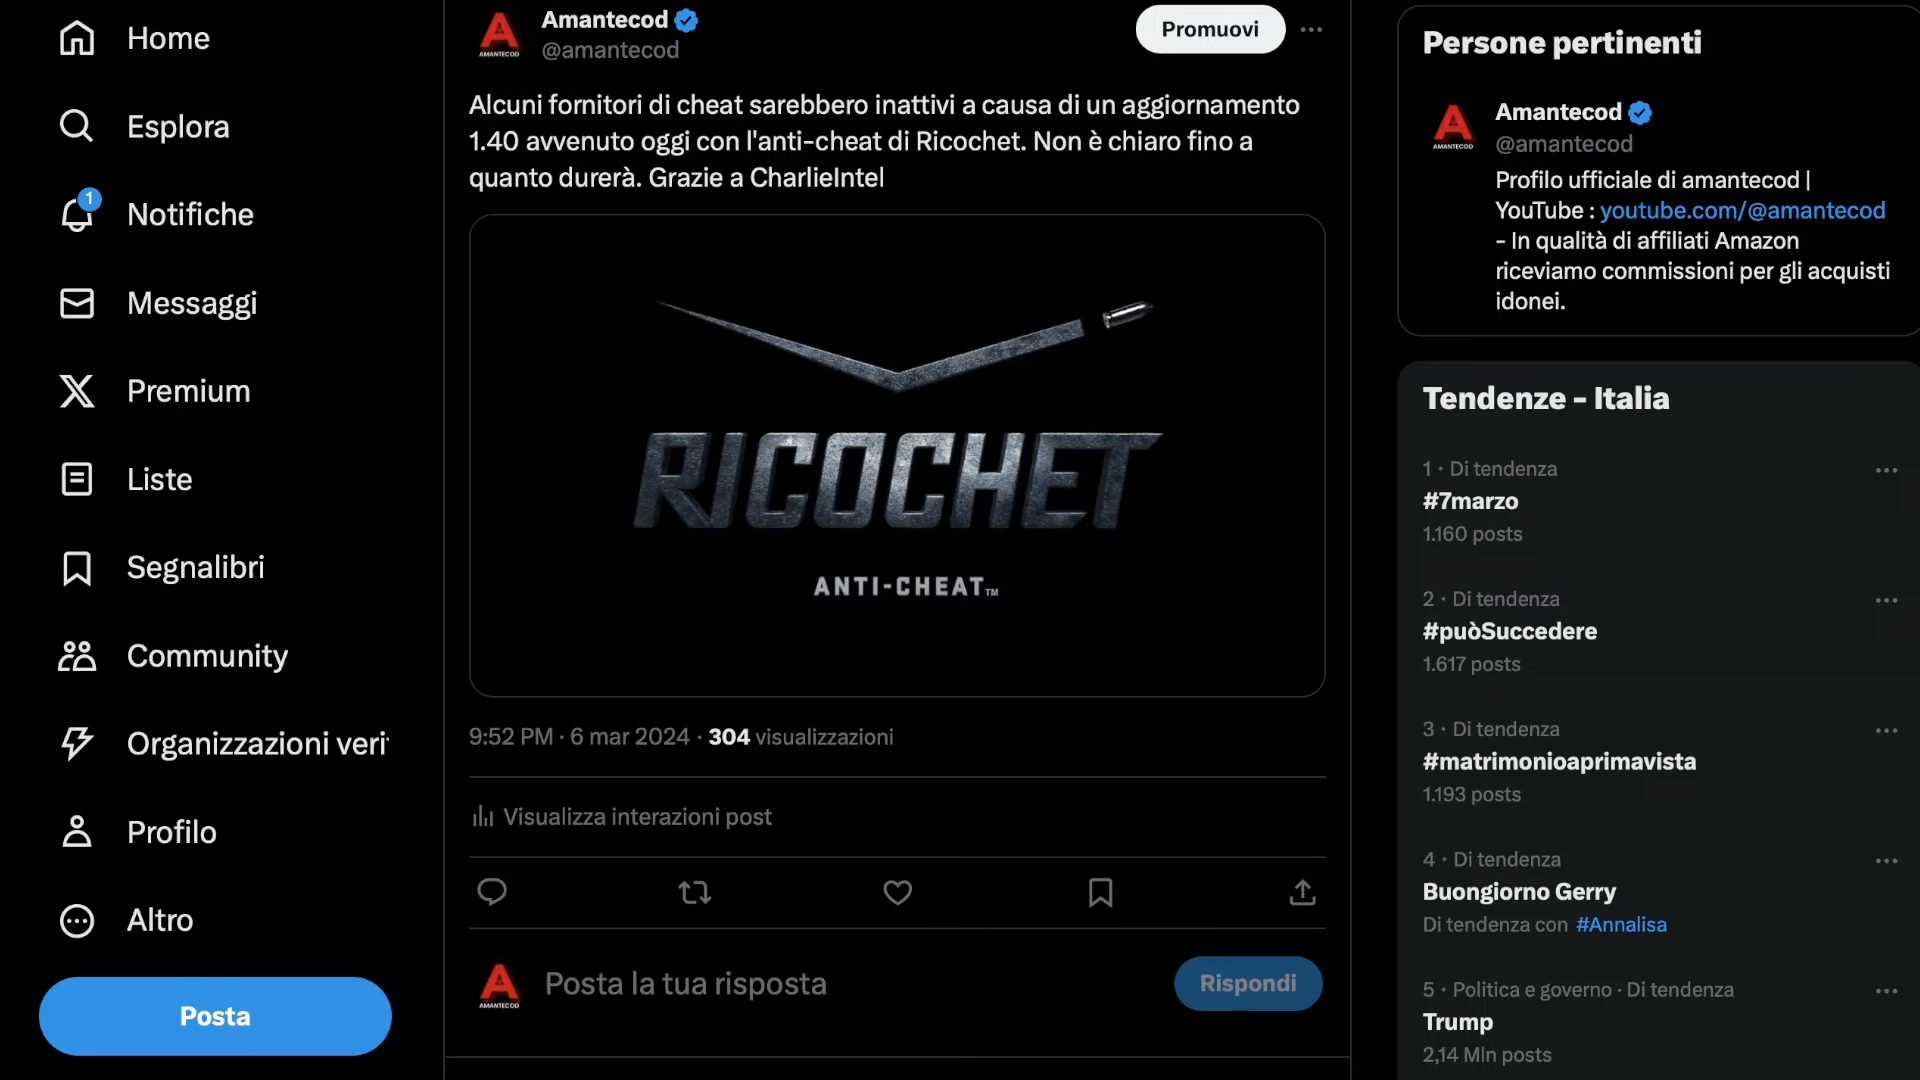 Home
Esplora
1
Notifiche
Messaggi
Premium
Liste
Segnalibri
Community
Organizzazioni veri
Profilo
Altro
Posta
AMANTECOD
Amantecod
@amantecod
Promuovi
Alcuni fornitori di cheat sarebbero inattivi a causa di un aggiornamento
1.40 avvenuto oggi con l'anti-cheat di Ricochet. Non è chiaro fino a
quanto durerà. Grazie a CharlieIntel
RICOCHET
ANTI-CHEAT™
9:52 PM · 6 mar 2024 · 304 visualizzazioni
Visualizza interazioni post
AMANTECOD
Posta la tua risposta
Rispondi
Persone pertinenti
AMANTECOD
Amantecod
@amantecod
Profilo ufficiale di amantecod |
YouTube : youtube.com/@amantecod
- In qualità di affiliati Amazon
riceviamo commissioni per gli acquisti
idonei.
Tendenze - Italia
1 · Di tendenza
#7marzo
1.160 posts
2 · Di tendenza
#puòSuccedere
1.617 posts
3 · Di tendenza
#matrimonioaprimavista
1.193 posts
4 · Di tendenza
Buongiorno Gerry
Di tendenza con #Annalisa
5 · Politica e governo · Di tendenza
Trump
2,14 Mln posts